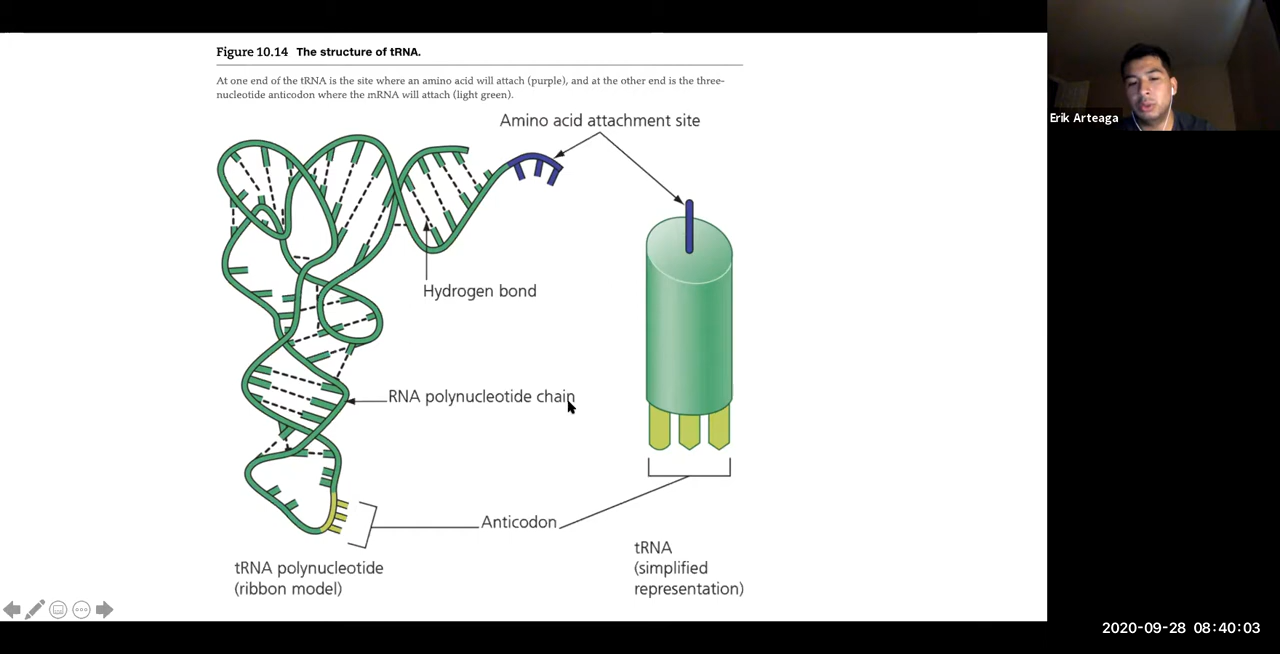 Figure 10.14 The structure of tRNA.
At one end of the tRNA is the site where an amino acid will attach (purple), and at the other end is the three-
nucleotide anticodon where the mRNA will attach (light green).
Amino acid attachment site
Erik Arteaga
Hydrogen bond
RNA polynucleotide chain
Anticodon
tRNA polynucleotide
(ribbon model)
tRNA
(simplified
representation)
2020-09-28 08:40:03